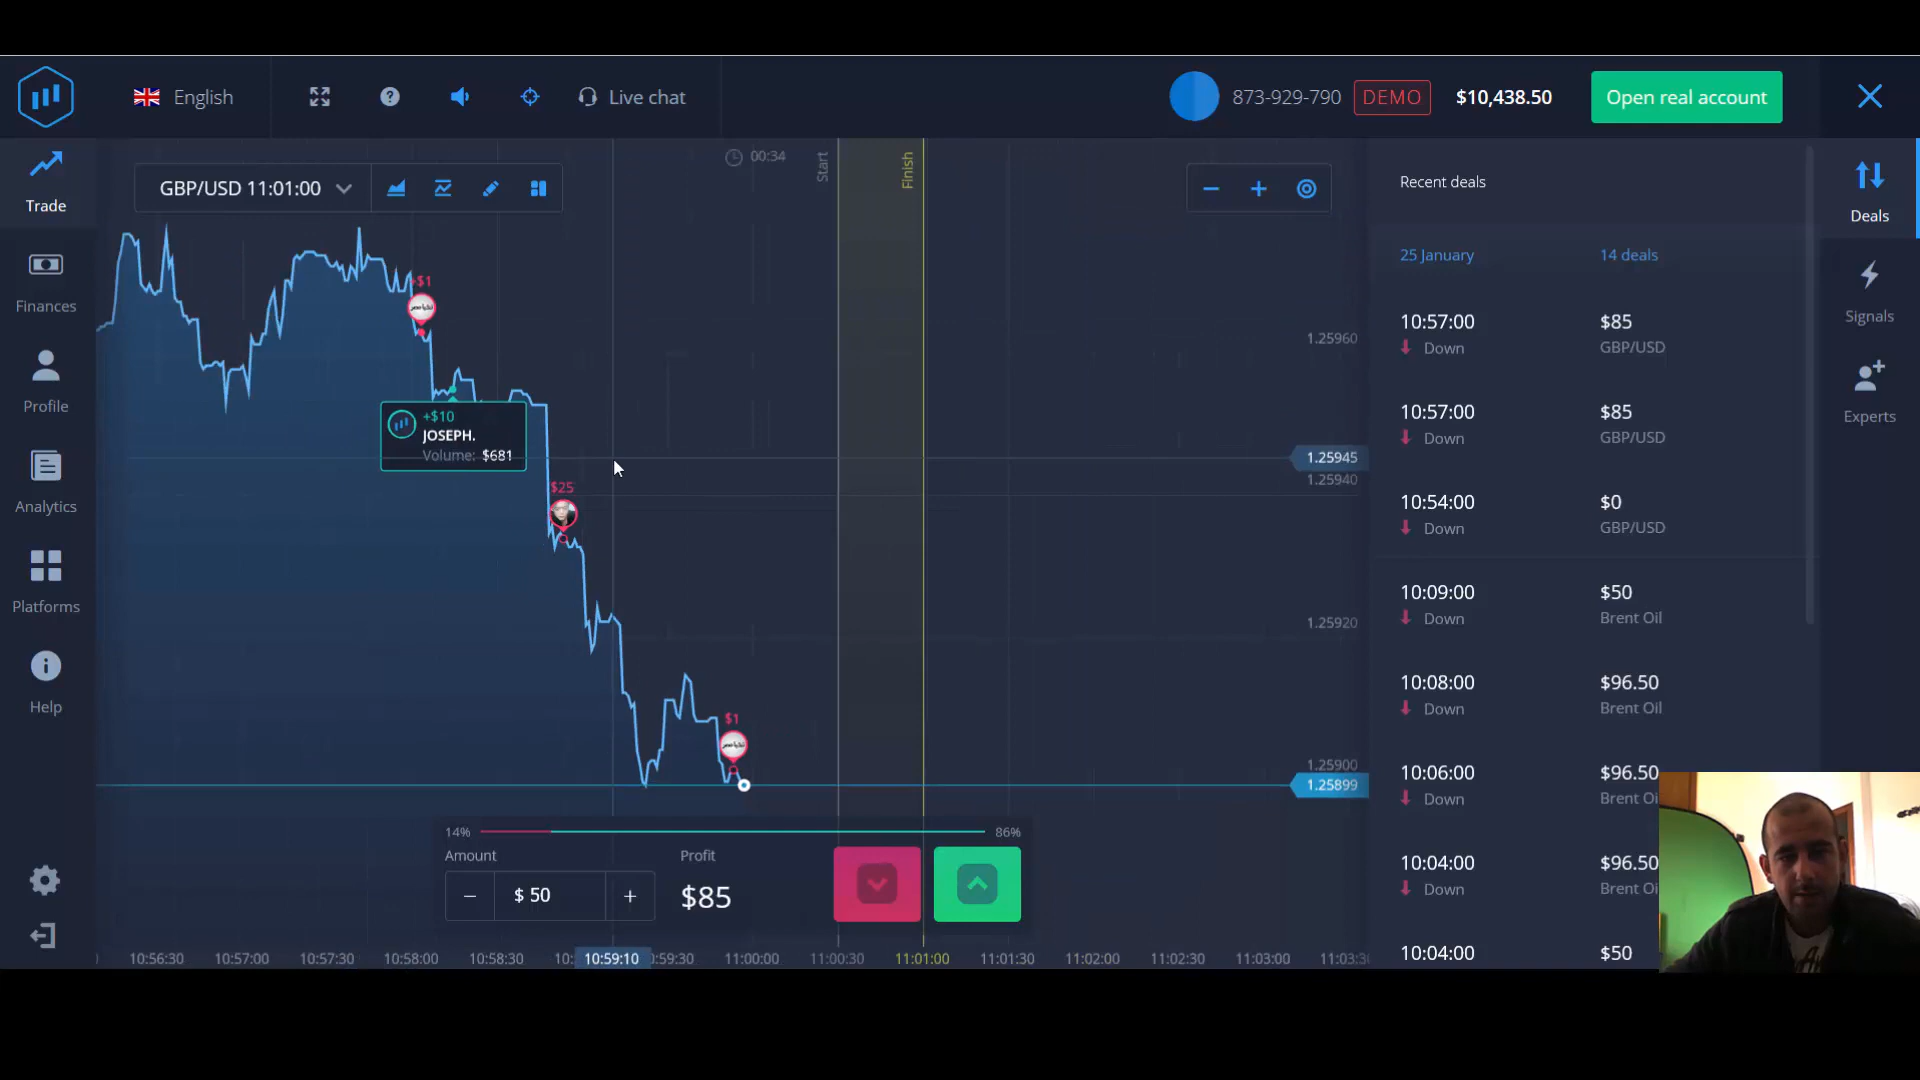 English
Live chat
873-929-790
DEMO
$10,438.50
Open real account
Trade
Finances
Profile
Analytics
Platforms
Help
GBP/USD 11:01:00
00:34
Start
Finish
$1
+$10
JOSEPH.
Volume: $681
$25
$1
1.25960
1.25945
1.25940
1.25920
1.25900
1.25899
14%
86%
Amount
Profit
$ 50
$85
10:56:30
10:57:00
10:57:30
10:58:00
10:58:30
10:59:10
11:00:00
11:00:30
11:01:00
11:01:30
11:02:00
11:02:30
11:03:00
Recent deals
25 January
14 deals
10:57:00
$85
Down
GBP/USD
10:57:00
$85
Down
GBP/USD
10:54:00
$0
Down
GBP/USD
10:09:00
$50
Down
Brent Oil
10:08:00
$96.50
Down
Brent Oil
10:06:00
$96.50
Down
Brent Oi
10:04:00
$96.50
Down
Brent Oi
10:04:00
$50
Deals
Signals
Experts